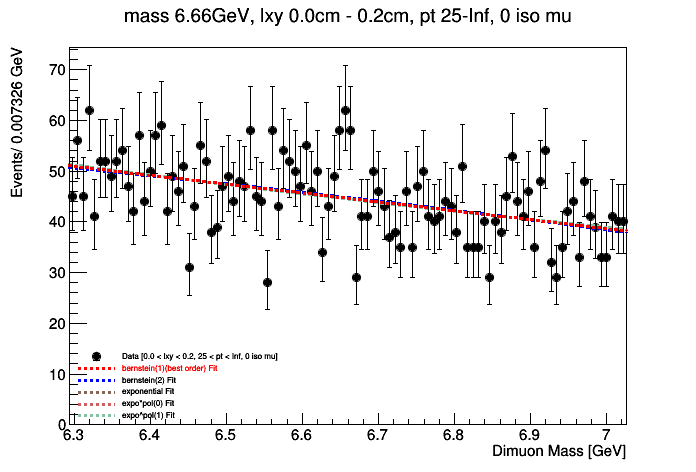 mass 6.66GeV, lxy 0.0cm - 0.2cm, pt 25-Inf, 0 iso mu
Events/ 0.007326 GeV
70
60
50
40
30
20
10
0
Data [0.0 < lxy < 0.2, 25 < pt < Inf, 0 iso mu]
bernstein(1)(best order) Fit
bernstein(2) Fit
exponential Fit
expo*pol(0) Fit
expo^pol(1) Fit
6.3 6.4 6.5 6.6 6.7 6.8 6.9 7
Dimuon Mass [GeV]